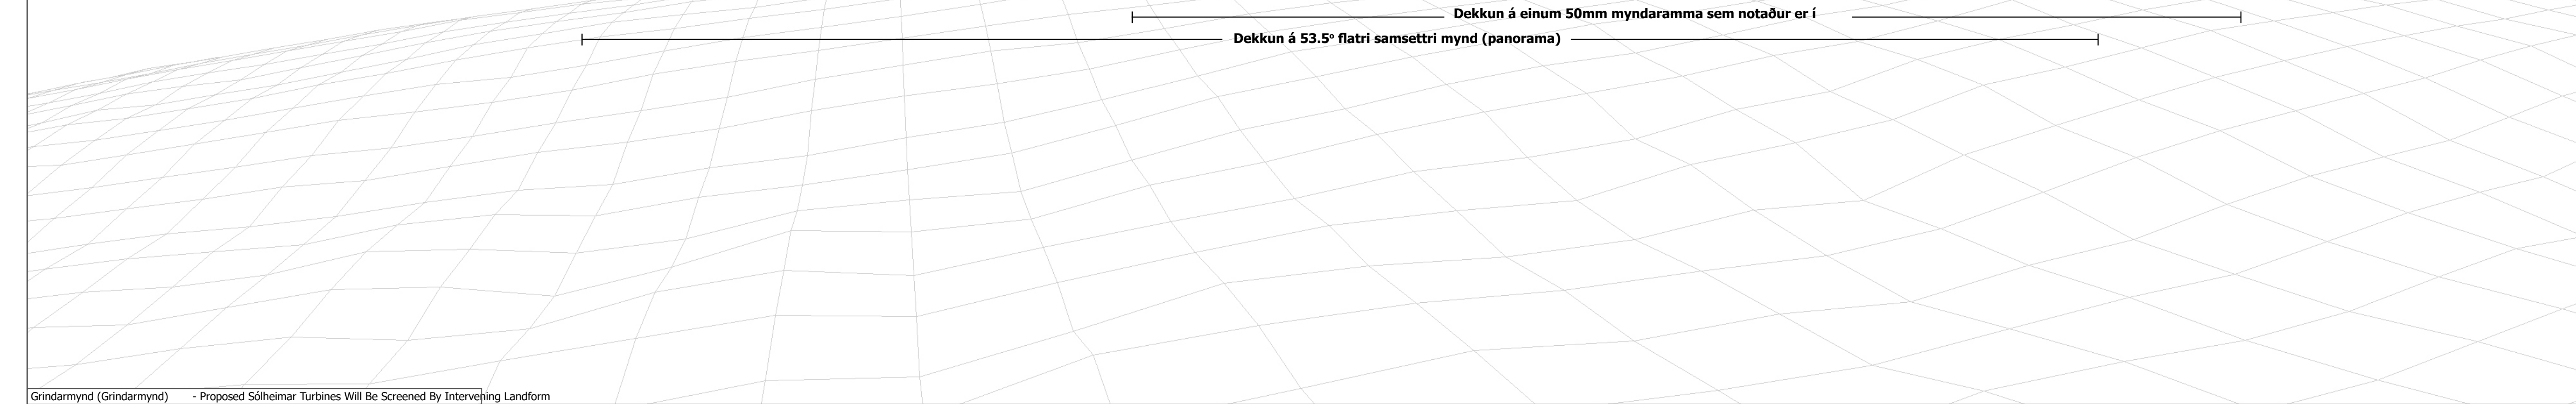 Dekkun á einum 50mm myndaramma sem notaður er í
Dekkun á 53.5º flatri samsettri mynd (panorama)
Grindarmynd (Grindarmynd) - Proposed Sólheimar Turbines Will Be Screened By Intervening Landform